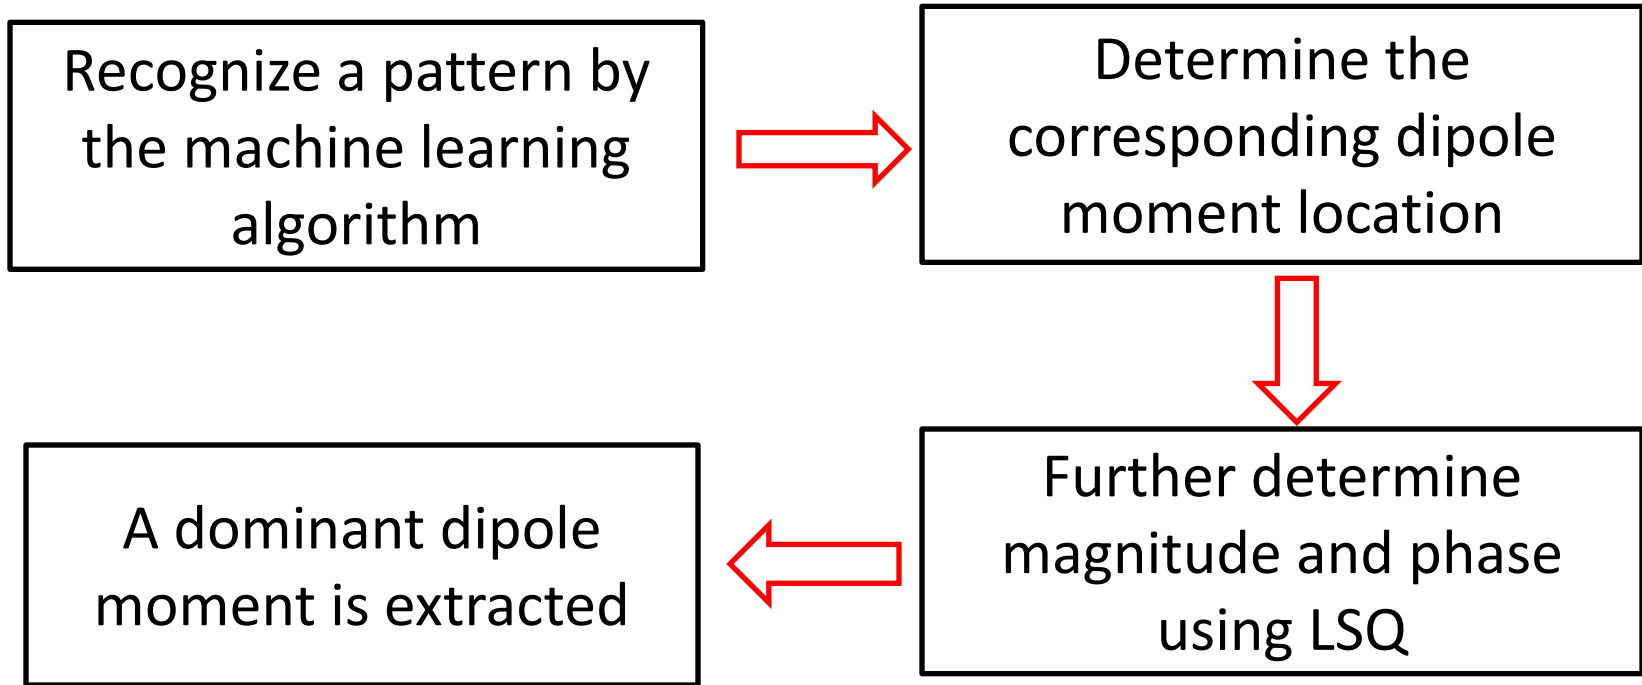 Recognize a pattern by
the machine learning
algorithm
Determine the
corresponding dipole
moment location
Further determine
magnitude and phase
using LSQ
A dominant dipole
moment is extracted